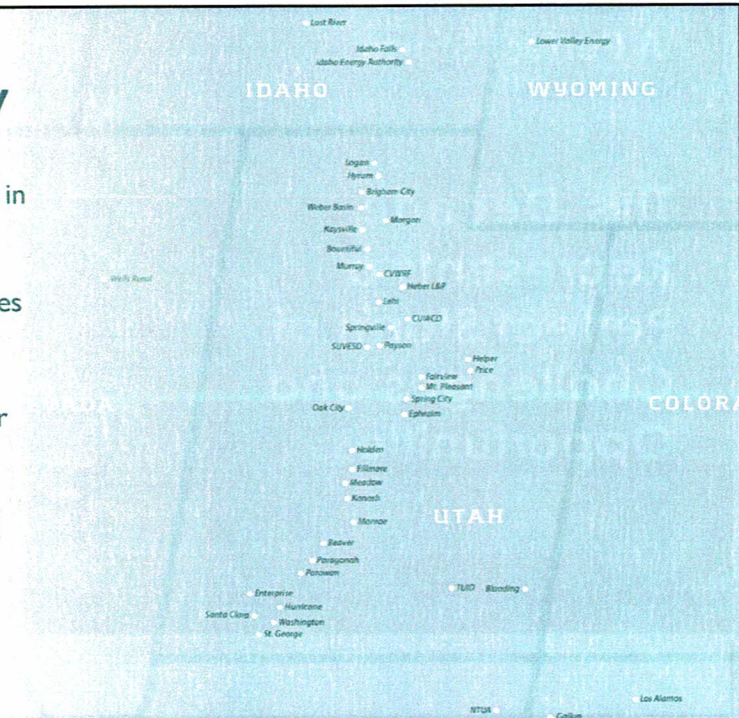 Lost River
Idaho Falls
Idaho Energy Authority
Lower Valley Energy
IDAHO
WYOMING
y
in
Logan
Hyrum
Brigham City
Weber Basin
Morgan
Kaysville
Bountiful
Murray
CVWRF
Wells Rural
Heber L&P
Lehi
es
CUWCD
Springville
SUVESD
Payson
Helper
Price
Fairview
Mt. Pleasant
Spring City
COLORA
Oak City
Ephraim
r
Holden
Fillmore
Meadow
Kanosh
UTAH
Monroe
Beaver
Paragonah
Parowan
TUID
Blanding
Enterprise
Hurricane
Santa Clara
Washington
St. George
Los Alamos
NTUA
Gallup